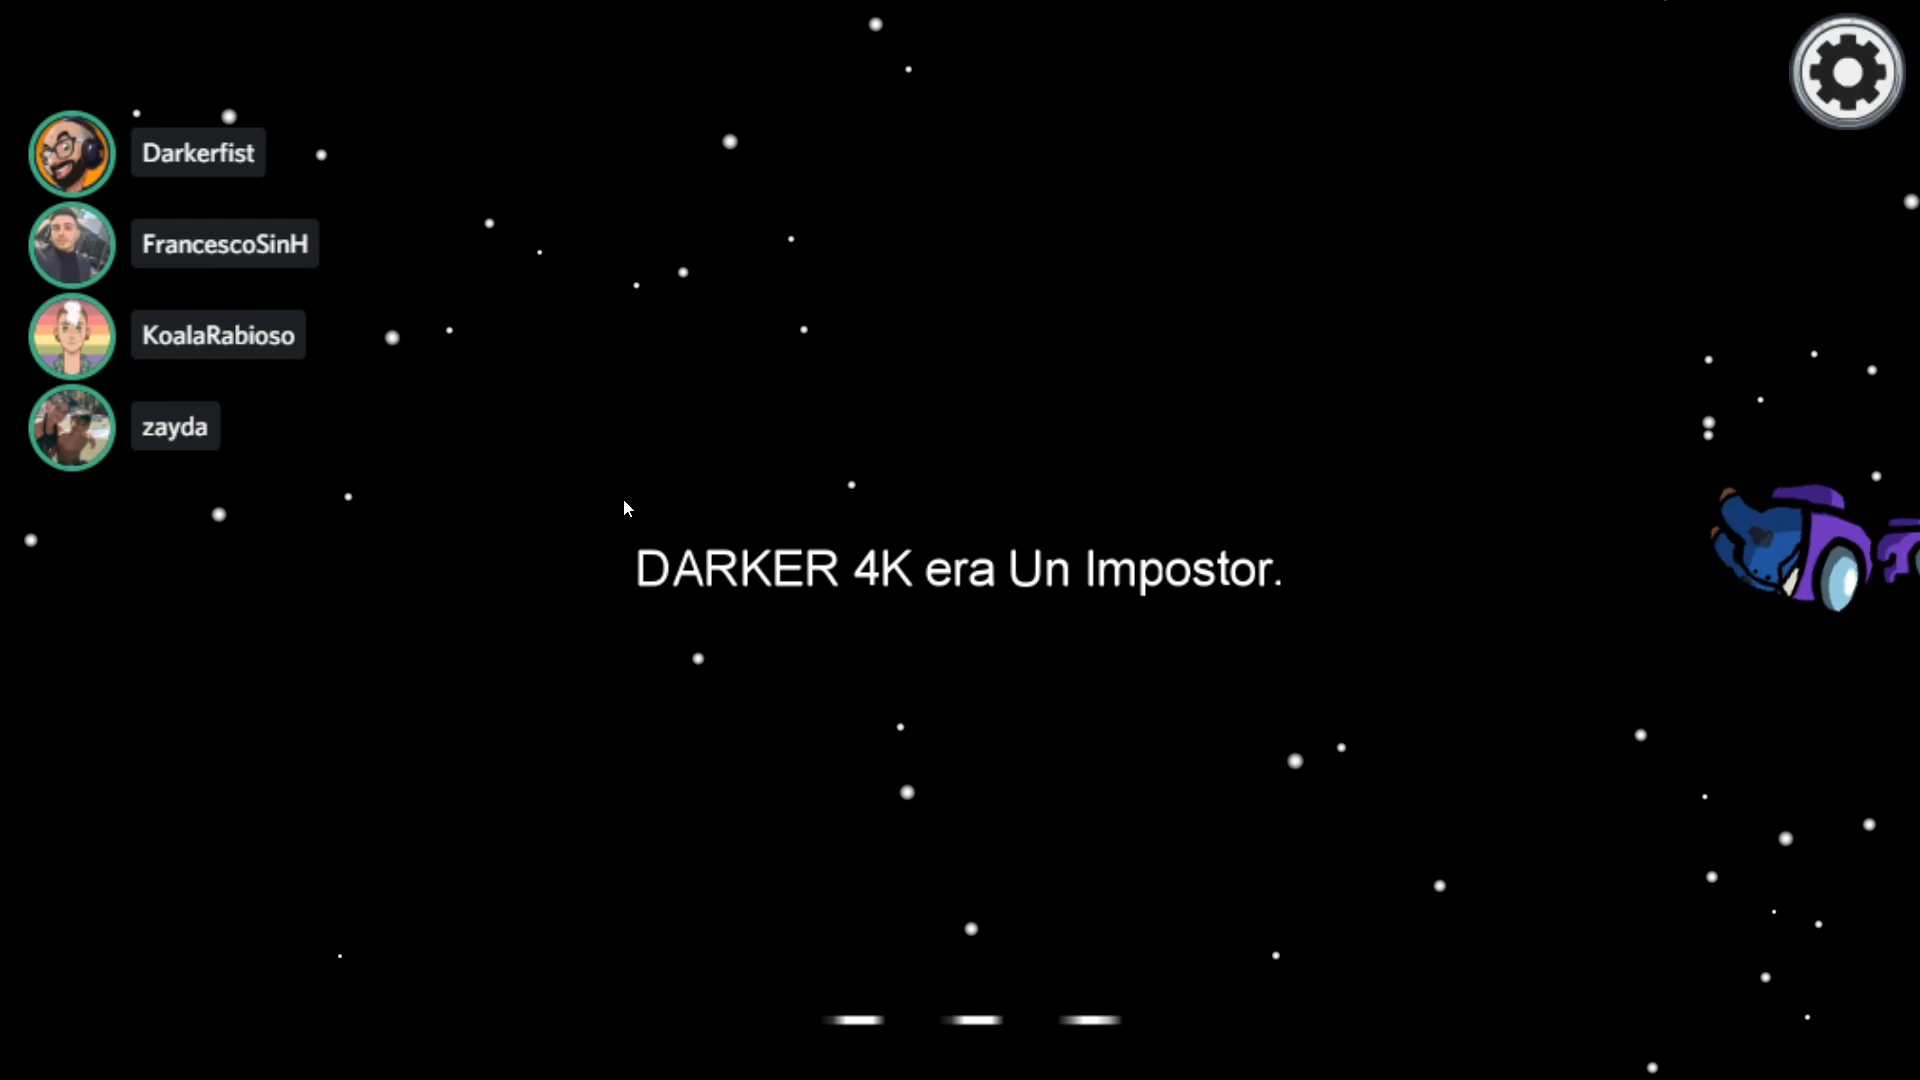 Darkerfist
FrancescoSinH
KoalaRabioso
zayda
DARKER 4K era Un Impostor.